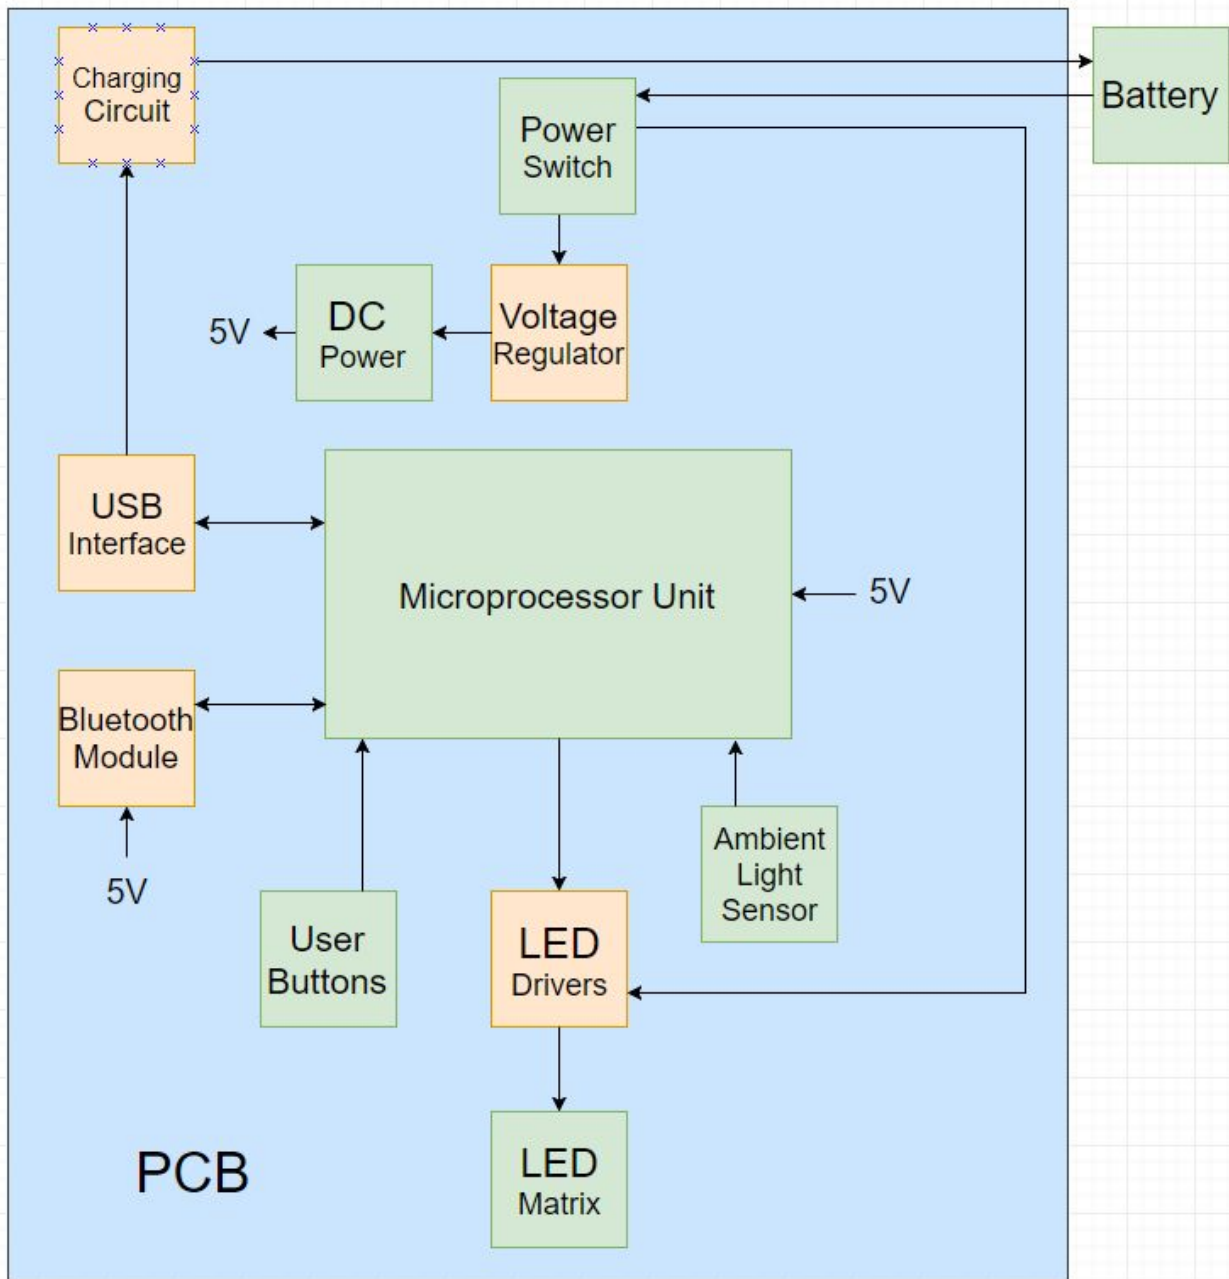 Charging
Circuit
Battery
Power
Switch
DC
Power
5V
Voltage
Regulator
USB
Interface
Microprocessor Unit
5V
Bluetooth
Module
5V
User
Buttons
LED
Drivers
Ambient
Light
Sensor
PCB
LED
Matrix